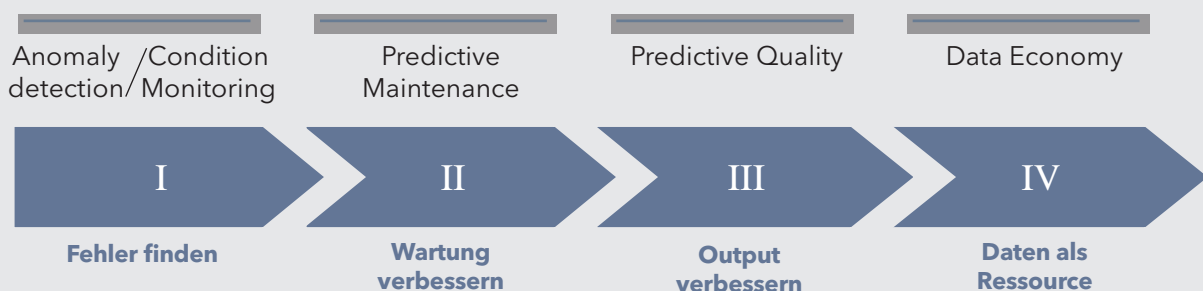 Anomaly detection/Condition Monitoring
Predictive
Maintenance
Predictive Quality
Data Economy
I
II
III
IV
Fehler finden
Wartung
verbessern
Output
verbessern
Daten als
Ressource